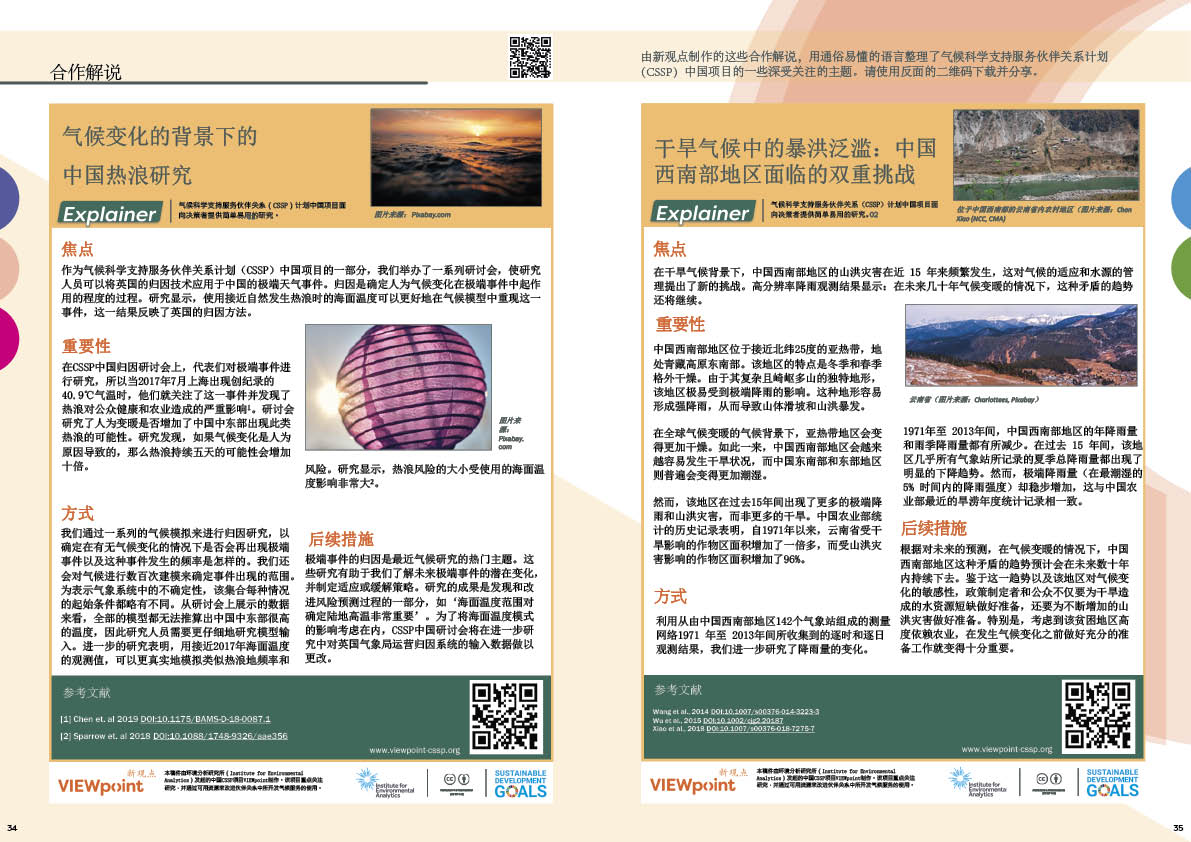 合作解说
由新观点制作的这些合作解说，用通俗易懂的语言整理了气候科学支持服务伙伴关系计划
(CSSP) 中国项目的一些深受关注的主题。请使用反面的二维码下载并分享。
气候变化的背景下的
中国热浪研究
Explainer
气候科学支持服务伙伴关系（CSSP）计划中国项目面
向决策者提供简单易用的研究。
图片来源： Pixabay.com
焦点
作为气候科学支持服务伙伴关系计划（CSSP）中国项目的一部分，我们举办了一系列研讨会，使研究
人员可以将英国的归因技术应用于中国的极端天气事件。归因是确定人为气候变化在极端事件中起作
用的程度的过程。研究显示，使用接近自然发生热浪时的海面温度可以更好地在气候模型中重现这一
事件，这一结果反映了英国的归因方法。
重要性
在CSSP中国归因研讨会上，代表们对极端事件进
行研究，所以当2017年7月上海出现创纪录的
40.9℃气温时，他们就关注了这一事件并发现了
热浪对公众健康和农业造成的严重影响¹。研讨会
研究了人为变暖是否增加了中国中东部出现此类
热浪的可能性。研究发现，如果气候变化是人为
原因导致的，那么热浪持续五天的可能性会增加
十倍。
图片来
源：
Pixabay.
com
方式
我们通过一系列的气候模拟来进行归因研究，以
确定在有无气候变化的情况下是否会再出现极端
事件以及这种事件发生的频率是怎样的。我们还
会对气候进行数百次建模来确定事件出现的范围。
为表示气象系统中的不确定性，该集合每种情况
的起始条件都略有不同。从研讨会上展示的数据
来看，全部的模型都无法推算出中国中东部很高
的温度，因此研究人员需要更仔细地研究模型输
入。进一步的研究表明，用接近2017年海面温度
的观测值，可以更真实地模拟类似热浪地频率和
风险。研究显示，热浪风险的大小受使用的海面温
度影响非常大²。
后续措施
极端事件的归因是最近气候研究的热门主题。这
些研究有助于我们了解未来极端事件的潜在变化，
并制定适应或缓解策略。研究的成果是发现和改
进风险预测过程的一部分，如‘海面温度范围对
确定陆地高温非常重要’。为了将海面温度模式
的影响考虑在内，CSSP中国研讨会将在进一步研
究中对英国气象局运营归因系统的输入数据做以
更改。
参考文献
[1] Chen et. al 2019 DOI:10.1175/BAMS-D-18-0087.1
[2] Sparrow et. al 2018 DOI:10.1088/1748-9326/aae356
www.viewpoint-cssp.org
新观点
VIEWpoint
本稿件由环境分析研究所（Institute for Environmental
Analytics）发起的中国CSSP项目VIEWpoint制作。该项目重点关注
研究，并通过可用资源来改进伙伴关系中所开发气候服务的使用。
Institute for
Environmental
Analytics
SUSTAINABLE
DEVELOPMENT
GOALS
34
干旱气候中的暴洪泛滥：中国
西南部地区面临的双重挑战
Explainer
气候科学支持服务伙伴关系（CSSP）计划中国项目面
向决策者提供简单易用的研究。02
位于中国西南部的云南省内农村地区（图片来源：Chan
Xiao (NCC, CMA)
焦点
在干旱气候背景下，中国西南部地区的山洪灾害在近 15 年来频繁发生，这对气候的适应和水源的管
理提出了新的挑战。高分辨率降雨观测结果显示：在未来几十年气候变暖的情况下，这种矛盾的趋势
还将继续。
重要性
中国西南部地区位于接近北纬25度的亚热带，地
处青藏高原东南部。该地区的特点是冬季和春季
格外干燥。由于其复杂且崎岖多山的独特地形，
该地区极易受到极端降雨的影响。这种地形容易
形成强降雨，从而导致山体滑坡和山洪暴发。
在全球气候变暖的气候背景下，亚热带地区会变
得更加干燥。如此一来，中国西南部地区会越来
越容易发生干旱状况，而中国东南部和东部地区
则普遍会变得更加潮湿。
然而，该地区在过去15年间出现了更多的极端降
雨和山洪灾害，而非更多的干旱。中国农业部统
计的历史记录表明，自1971年以来，云南省受干
旱影响的作物区面积增加了一倍多，而受山洪灾
害影响的作物区面积增加了96%。
方式
利用从由中国西南部地区142个气象站组成的测量
网络1971 年至 2013年间所收集到的逐时和逐日
观测结果，我们进一步研究了降雨量的变化。
云南省（图片来源：Charlottees, Pixabay）
1971年至 2013年间，中国西南部地区的年降雨量
和雨季降雨量都有所减少。在过去 15 年间，该地
区几乎所有气象站所记录的夏季总降雨量都出现了
明显的下降趋势。然而，极端降雨量（在最潮湿的
5% 时间内的降雨强度）却稳步增加，这与中国农
业部最近的旱涝年度统计记录相一致。
后续措施
根据对未来的预测，在气候变暖的情况下，中国
西南部地区这种矛盾的趋势预计会在未来数十年
内持续下去。鉴于这一趋势以及该地区对气候变
化的敏感性，政策制定者和公众不仅要为干旱造
成的水资源短缺做好准备，还要为不断增加的山
洪灾害做好准备。特别是，考虑到该贫困地区高
度依赖农业，在发生气候变化之前做好充分的准
备工作就变得十分重要。
参考文献
Wang et al., 2014 DOI:10.1007/s00376-014-3223-3
Wu et al., 2015 DOI:10.1002/cjg2.20187
Xiao et al., 2018 DOI:10.1007/s00376-018-7275-7
www.viewpoint-cssp.org
新观点
VIEWpoint
本稿件由环境分析研究所（Institute for Environmental
Analytics）发起的中国CSSP项目VIEWpoint制作。该项目重点关注
研究，并通过可用资源来改进伙伴关系中所开发气候服务的使用。
Institute for
Environmental
Analytics
SUSTAINABLE
DEVELOPMENT
GOALS
35